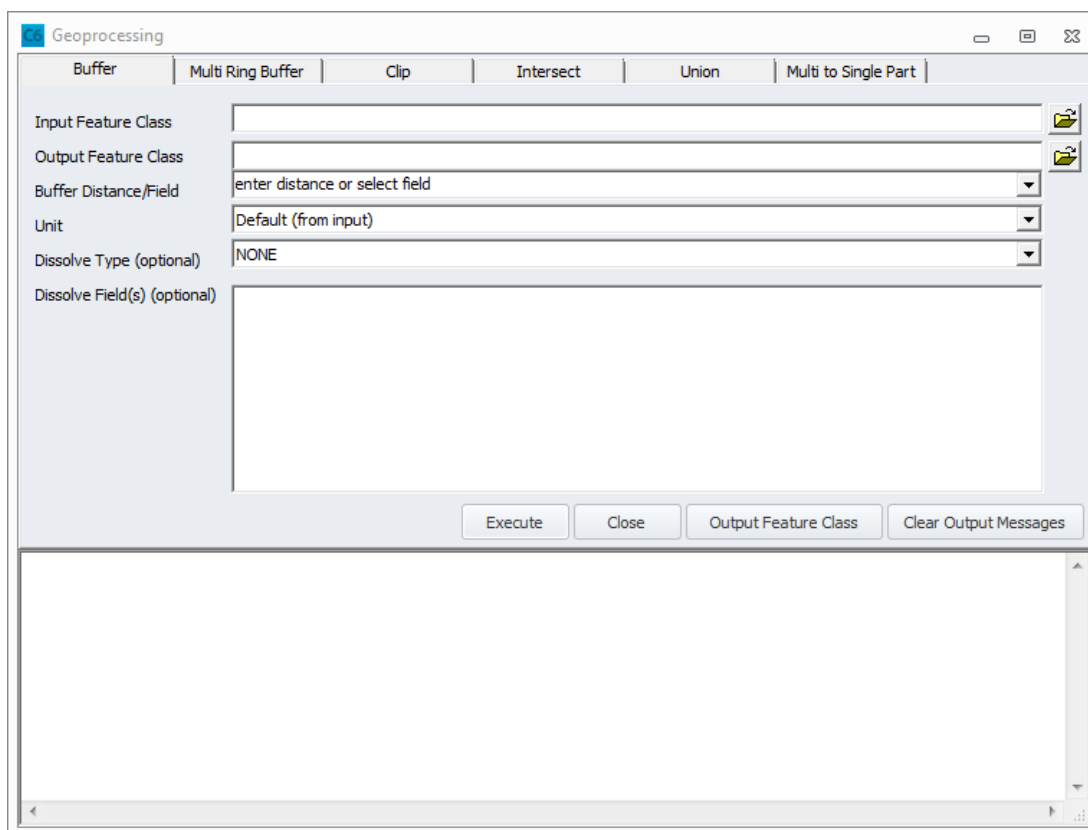 C6 Geoprocessing
Buffer Multi Ring Buffer Clip Intersect Union Multi to Single Part
Input Feature Class
Output Feature Class
Buffer Distance/Field enter distance or select field
Unit Default (from input)
Dissolve Type (optional) NONE
Dissolve Field(s) (optional)
Execute Close Output Feature Class Clear Output Messages